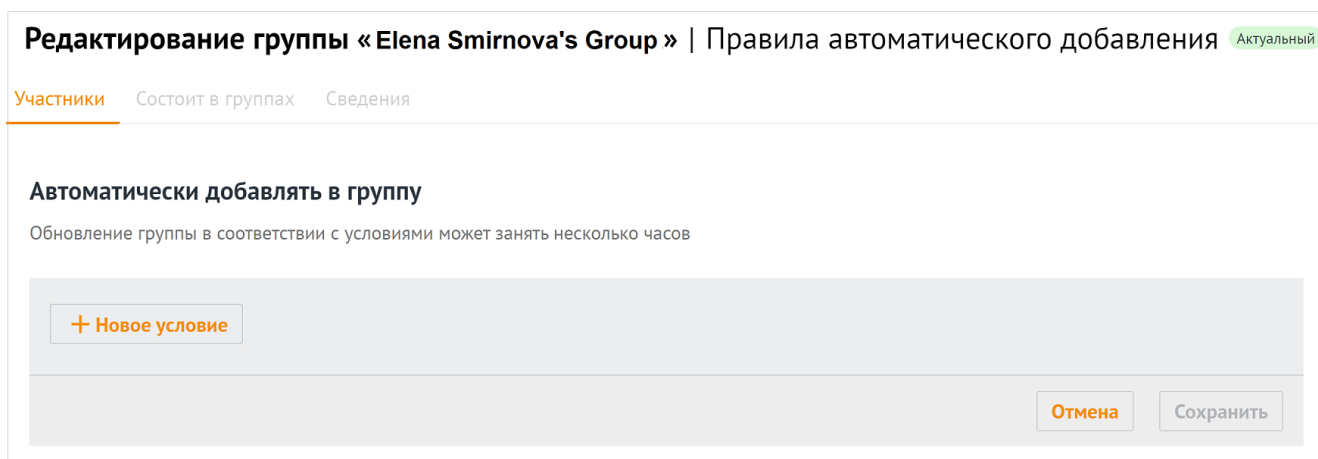 Редактирование группы «Elena Smirnova's Group» | Правила автоматического добавления Актуальный
Участники Состоит в группах Сведения
Автоматически добавлять в группу
Обновление группы в соответствии с условиями может занять несколько часов
+ Новое условие
Отмена Сохранить